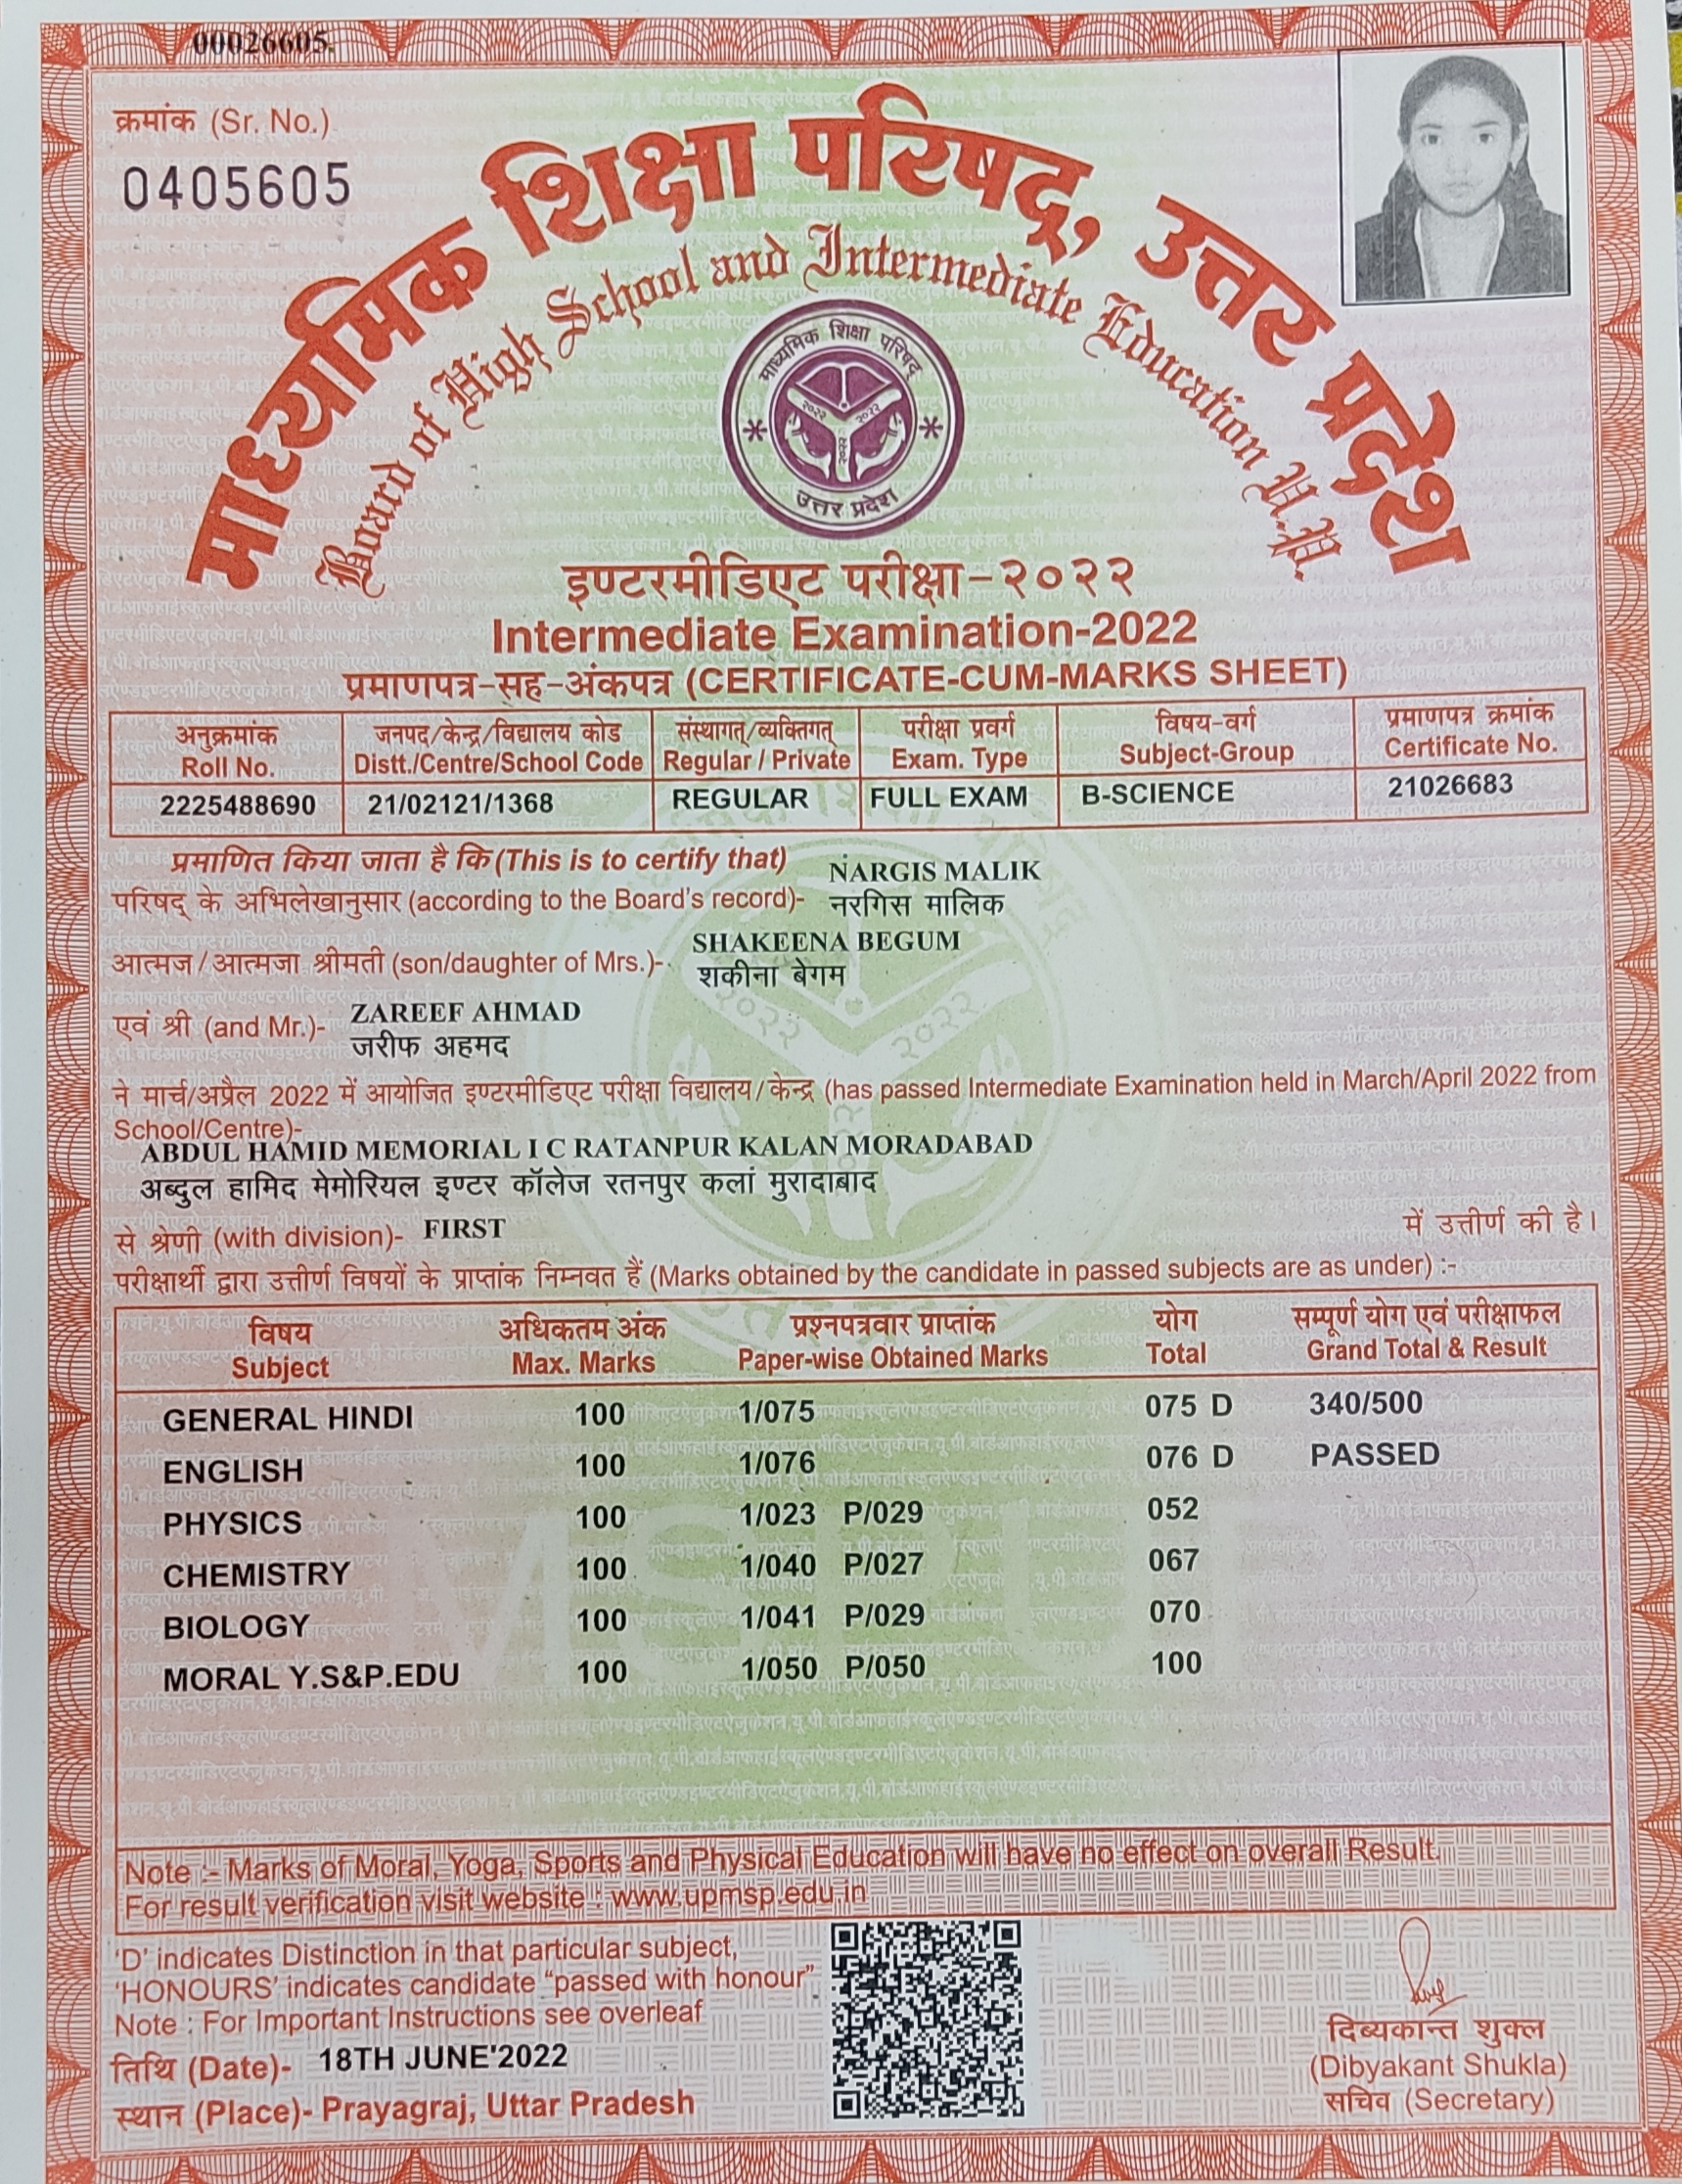 00026605.
क्रमांक (Sr. No.)
0405605
माध्यमिक शिक्षा परिषद्, उत्तर प्रदेश
Board of High School and Intermediate Education U.P.
माध्यमिक शिक्षा परिषद्
२०२२ २०२२
२०२२
उत्तर प्रदेश
इण्टरमीडिएट परीक्षा-२०२२
Intermediate Examination-2022
प्रमाणपत्र-सह-अंकपत्र (CERTIFICATE-CUM-MARKS SHEET)
अनुक्रमांक जनपद/केन्द्र/विद्यालय कोड संस्थागत्/व्यक्तिगत् परीक्षा प्रवर्ग विषय-वर्ग प्रमाणपत्र क्रमांक
Roll No. Distt./Centre/School Code Regular / Private Exam. Type Subject-Group Certificate No.
2225488690 21/02121/1368 REGULAR FULL EXAM B-SCIENCE 21026683
प्रमाणित किया जाता है कि (This is to certify that) NARGIS MALIK
परिषद् के अभिलेखानुसार (according to the Board's record)- नरगिस मालिक
SHAKEENA BEGUM
आत्मज/आत्मजा श्रीमती (son/daughter of Mrs.)- शकीना बेगम
ZAREEF AHMAD
एवं श्री (and Mr.)- जरीफ अहमद
ने मार्च/अप्रैल 2022 में आयोजित इण्टरमीडिएट परीक्षा विद्यालय/केन्द्र (has passed Intermediate Examination held in March/April 2022 from
School/Centre)-
ABDUL HAMID MEMORIAL I C RATANPUR KALAN MORADABAD
अब्दुल हामिद मेमोरियल इण्टर कॉलेज रतनपुर कलां मुरादाबाद
से श्रेणी (with division)- FIRST में उत्तीर्ण की है।
परीक्षार्थी द्वारा उत्तीर्ण विषयों के प्राप्तांक निम्नवत हैं (Marks obtained by the candidate in passed subjects are as under) :-
विषय अधिकतम अंक प्रश्नपत्रवार प्राप्तांक योग सम्पूर्ण योग एवं परीक्षाफल
Subject Max. Marks Paper-wise Obtained Marks Total Grand Total & Result
GENERAL HINDI 100 1/075 075 D 340/500
ENGLISH 100 1/076 076 D PASSED
PHYSICS 100 1/023 P/029 052
CHEMISTRY 100 1/040 P/027 067
BIOLOGY 100 1/041 P/029 070
MORAL Y.S&P.EDU 100 1/050 P/050 100
Note :- Marks of Moral, Yoga, Sports and Physical Education will have no effect on overall Result.
For result verification visit website : www.upmsp.edu.in
'D' indicates Distinction in that particular subject,
'HONOURS' indicates candidate "passed with honour"
Note : For Important Instructions see overleaf
तिथि (Date)- 18TH JUNE'2022
स्थान (Place)- Prayagraj, Uttar Pradesh
दिब्यकान्त शुक्ल
(Dibyakant Shukla)
सचिव (Secretary)